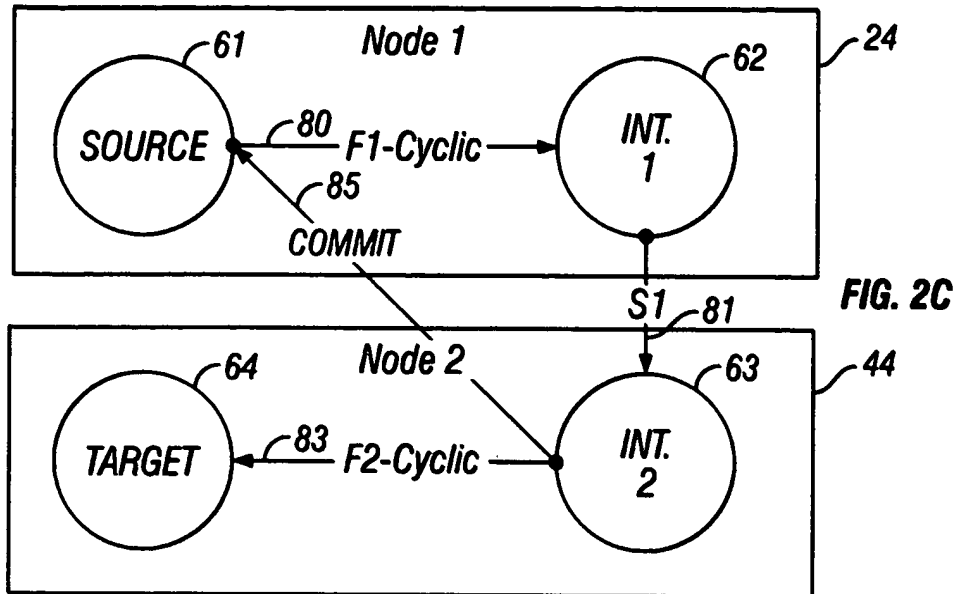 Node 1
24
61
62
SOURCE
80
F1-Cyclic
INT.
1
85
COMMIT
S1
81
FIG. 2C
Node 2
44
64
63
TARGET
83
F2-Cyclic
INT.
2